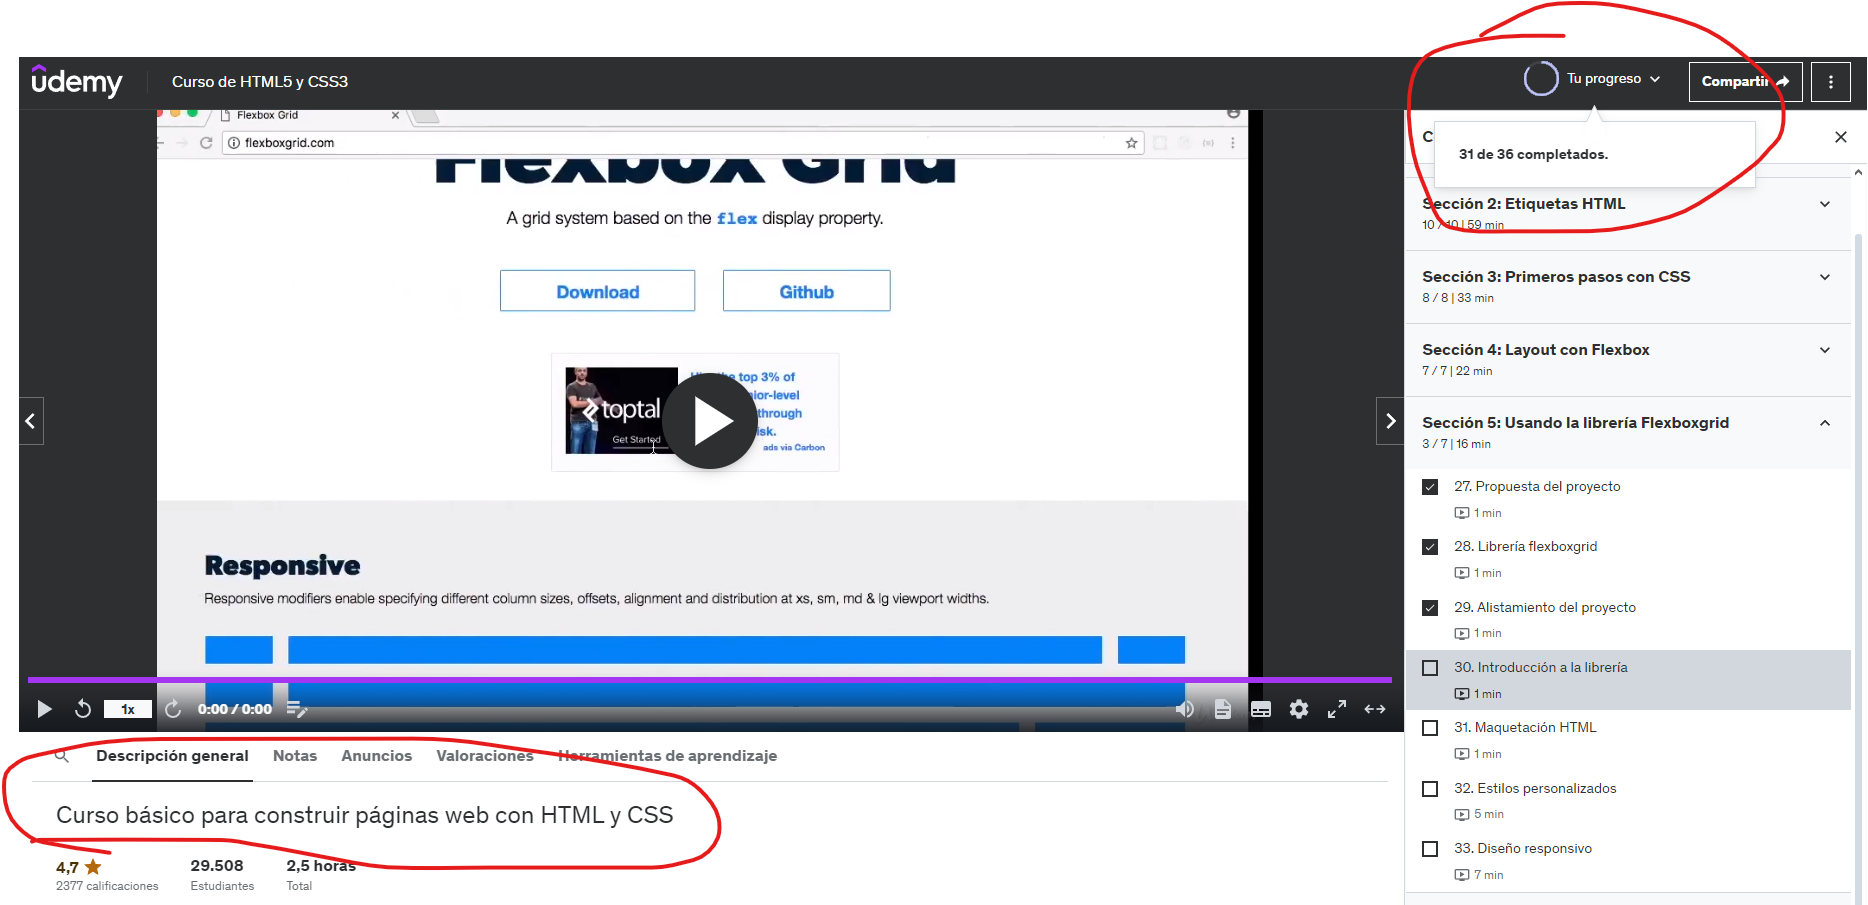 udemy
Curso de HTML5 y CSS3
Tu progreso
Compartir
31 de 36 completados.
Flexbox Grid
flexboxgrid.com
Flexbox Grid
A grid system based on the flex display property.
Download
Github
toptal
Get Started
the top 3% of
through
ads via Carbon
Responsive
Responsive modifiers enable specifying different column sizes, offsets, alignment and distribution at xs, sm, md & lg viewport widths.
1x
0:00 / 0:00
Descripción general
Notas
Anuncios
Valoraciones
Herramientas de aprendizaje
Curso básico para construir páginas web con HTML y CSS
4,7
2377 calificaciones
29.508
Estudiantes
2,5 horas
Total
C
Sección 2: Etiquetas HTML
10 / 10 | 59 min
Sección 3: Primeros pasos con CSS
8 / 8 | 33 min
Sección 4: Layout con Flexbox
7 / 7 | 22 min
Sección 5: Usando la librería Flexboxgrid
3 / 7 | 16 min
27. Propuesta del proyecto
1 min
28. Librería flexboxgrid
1 min
29. Alistamiento del proyecto
1 min
30. Introducción a la librería
1 min
31. Maquetación HTML
1 min
32. Estilos personalizados
5 min
33. Diseño responsivo
7 min